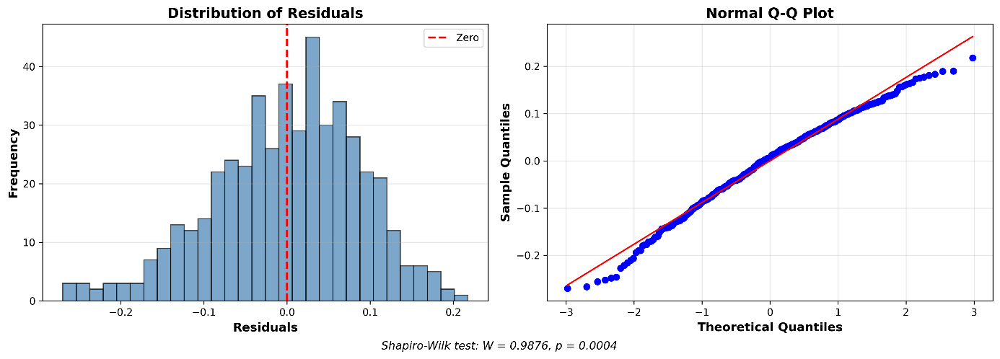 Distribution of Residuals
Zero
Frequency
0
10
20
30
40
−0.2
−0.1
0.0
0.1
0.2
Residuals
Normal Q-Q Plot
Sample Quantiles
0.2
0.1
0.0
−0.1
−0.2
−3
−2
−1
0
1
2
3
Theoretical Quantiles
Shapiro-Wilk test: W = 0.9876, p = 0.0004